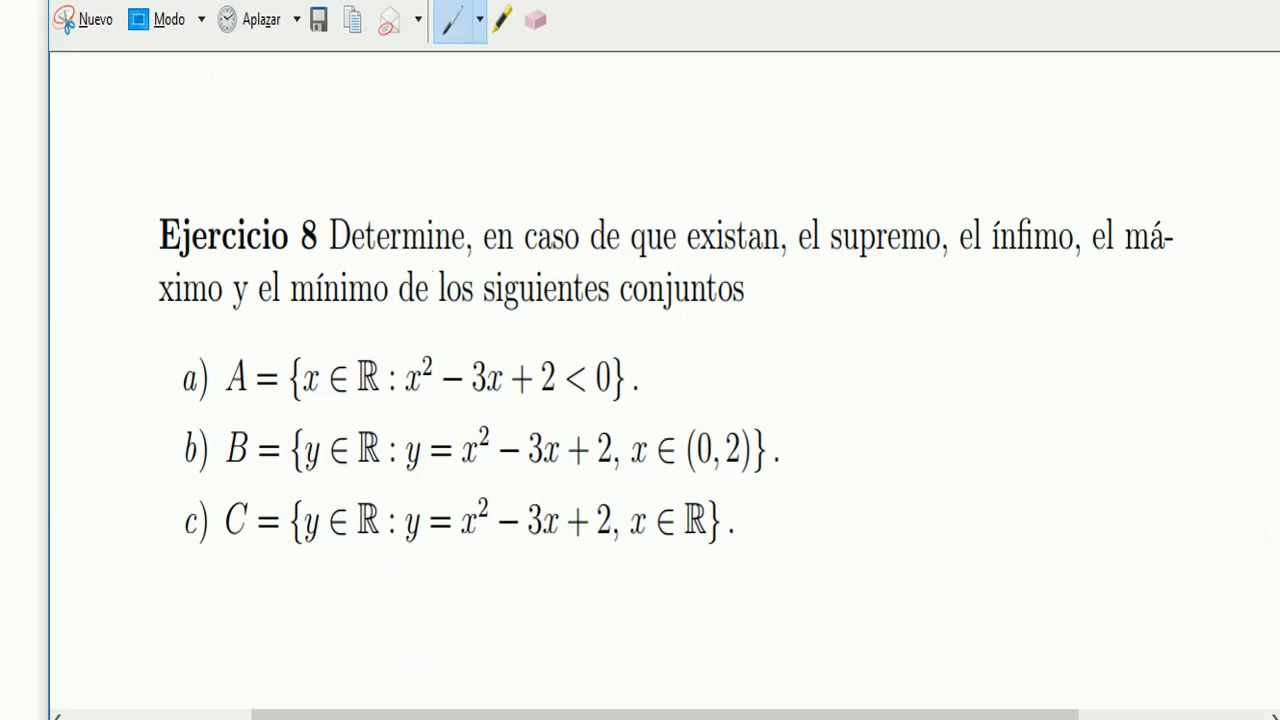 Nuevo Modo Aplazar
Ejercicio 8 Determine, en caso de que existan, el supremo, el ínfimo, el má-
ximo y el mínimo de los siguientes conjuntos
a) A = {x ∈ ℝ : x² − 3x + 2 < 0} .
b) B = {y ∈ ℝ : y = x² − 3x + 2, x ∈ (0, 2)} .
c) C = {y ∈ ℝ : y = x² − 3x + 2, x ∈ ℝ} .